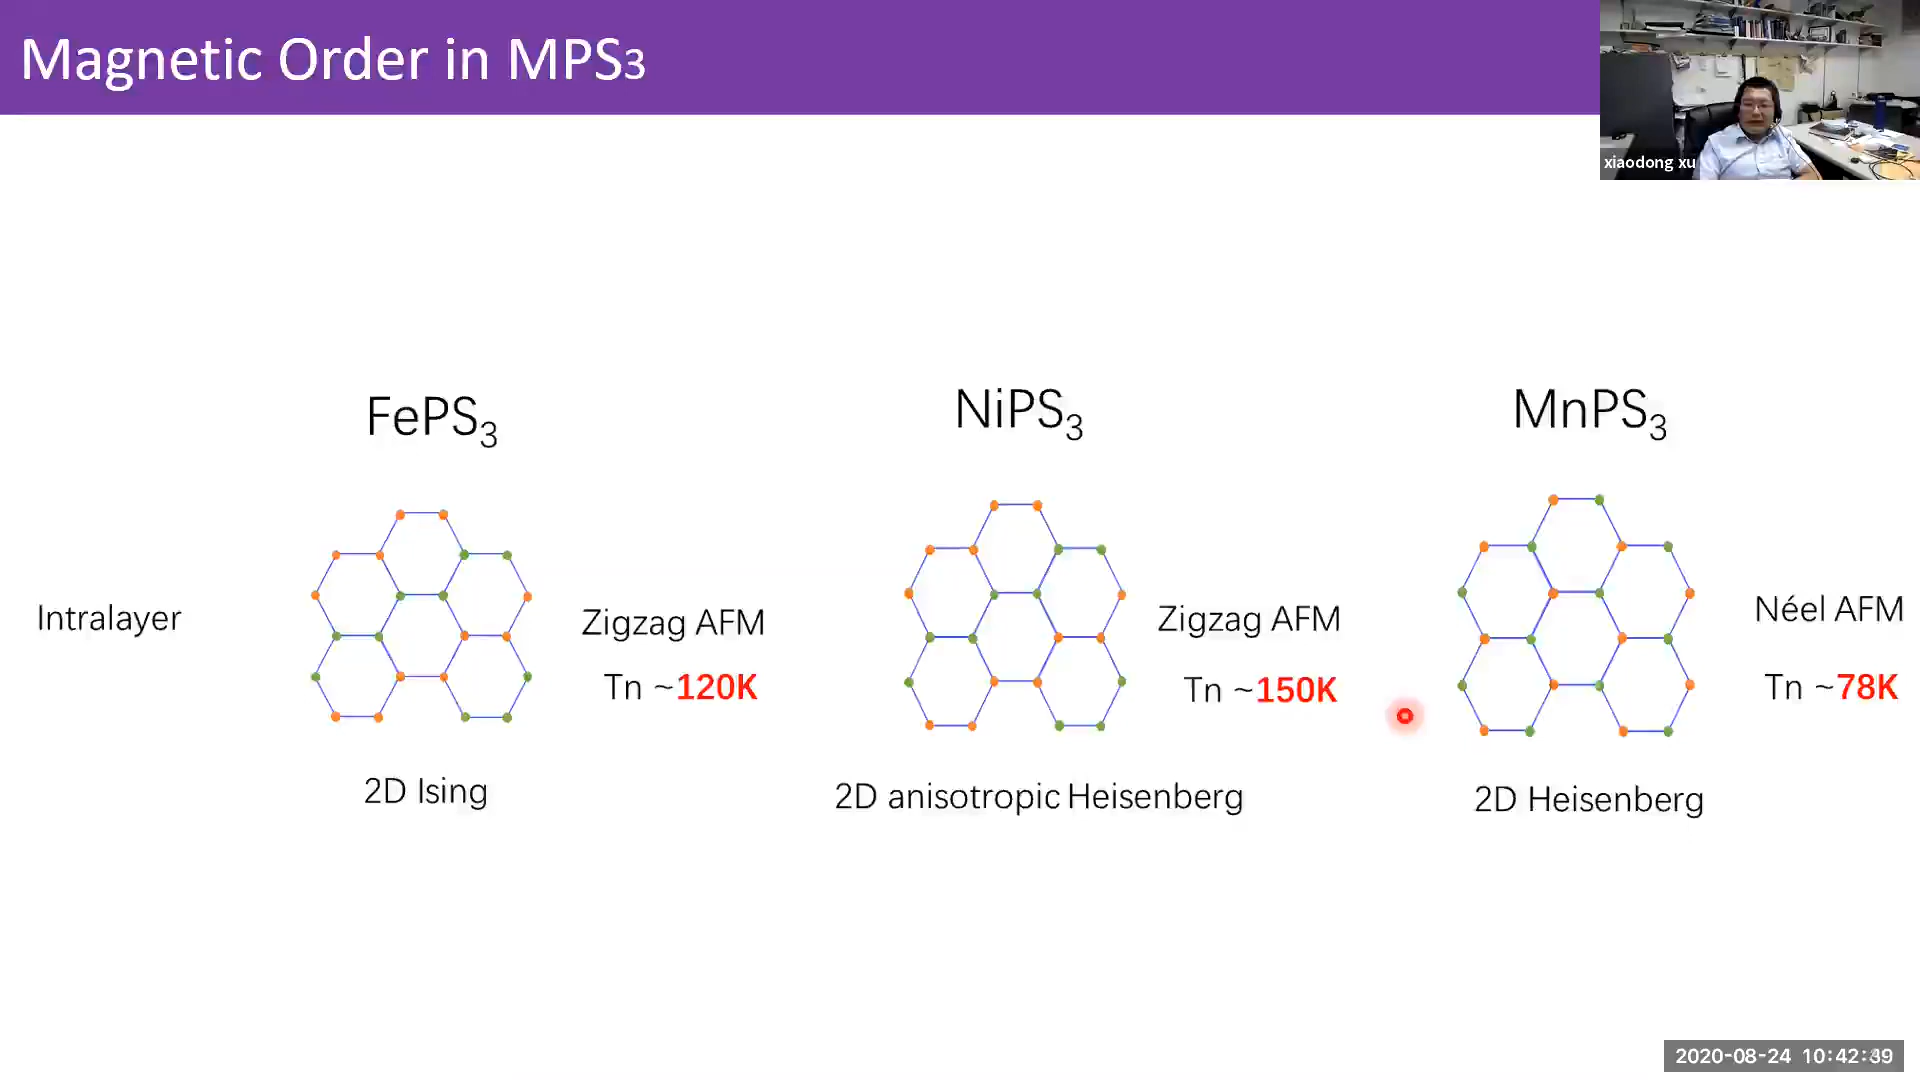 Magnetic Order in MPS3
xiaodong xu
FePS₃
NiPS₃
MnPS₃
Intralayer
Zigzag AFM
Tn ~120K
Zigzag AFM
Tn ~150K
Néel AFM
Tn ~78K
2D Ising
2D anisotropic Heisenberg
2D Heisenberg
2020-08-24 10:42:39